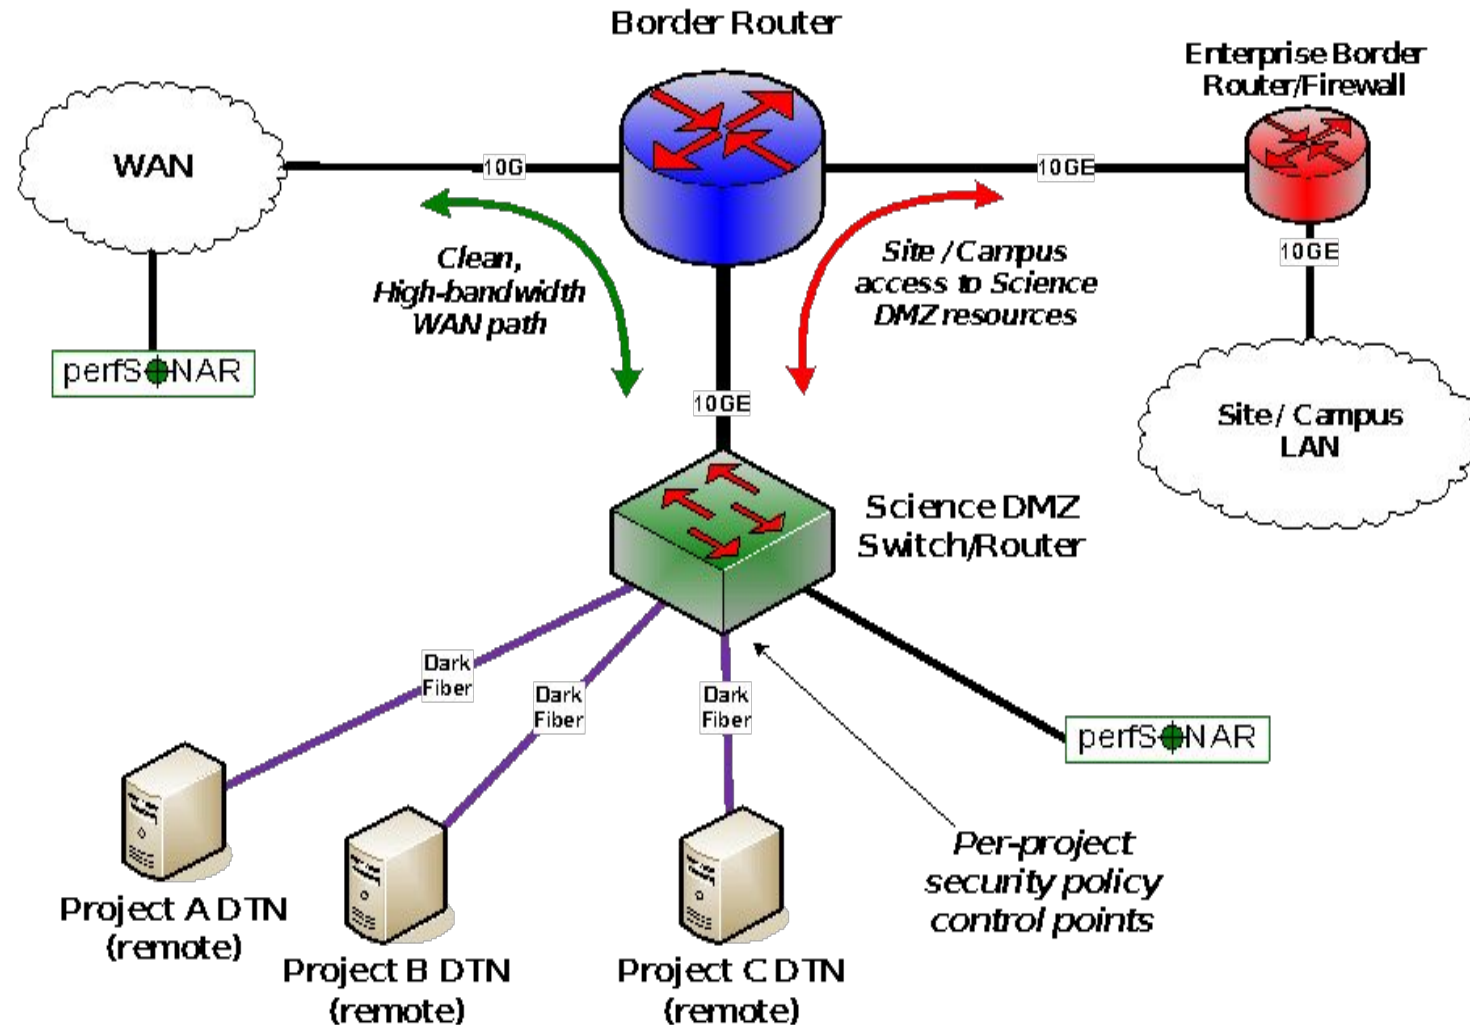 Border Router
Enterprise Border
Router/Firewall
WAN
10G
10GE
10GE
Clean,
High-bandwidth
WAN path
Site / Campus
access to Science
DMZ resources
perfSONAR
10GE
Site / Campus
LAN
Science DMZ
Switch/Router
Dark
Fiber
Dark
Fiber
Dark
Fiber
perfSONAR
Per-project
security policy
control points
Project A DTN
(remote)
Project B DTN
(remote)
Project C DTN
(remote)